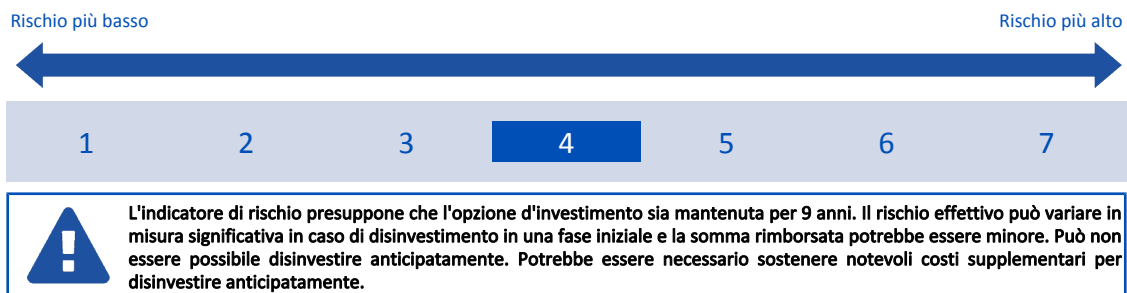 Rischio più basso Rischio più alto
1 2 3 4 5 6 7
L'indicatore di rischio presuppone che l'opzione d'investimento sia mantenuta per 9 anni. Il rischio effettivo può variare in
misura significativa in caso di disinvestimento in una fase iniziale e la somma rimborsata potrebbe essere minore. Può non
essere possibile disinvestire anticipatamente. Potrebbe essere necessario sostenere notevoli costi supplementari per
disinvestire anticipatamente.